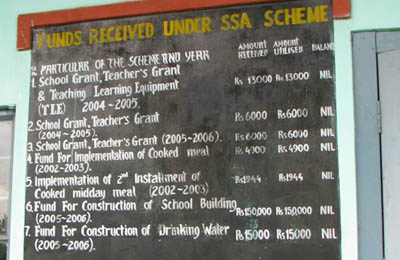 FUNDS RECEIVED UNDER SSA SCHEME
PARTICULAR OF THE SCHEME AND YEAR AMOUNT RECEIVED AMOUNT UTILISED BALAN
1. School Grant, Teacher's Grant Rs 13000 Rs 13000 NIL
& Teaching Learning Equipment
(TLE) 2004~2005.
2. School Grant, Teacher's Grant Rs 6000 Rs 6000 NIL
(2004~2005).
3. School Grant, Teacher's Grant (2005~2006). Rs 6000 Rs 6000 NIL
4. Fund For Implementation of Cooked meal Rs 4900 Rs 4900 NIL
(2002~2003).
5. Implementation of 2nd Instalment of Rs 1944 Rs 1944 NIL
Cooked midday meal (2002~2003)
6. Fund For Construction of School Building Rs 150,000 Rs 150,000 NIL
(2005~2006).
7. Fund For Construction of Drinking Water Rs 15000 Rs 15000 NIL
(2005~2006).